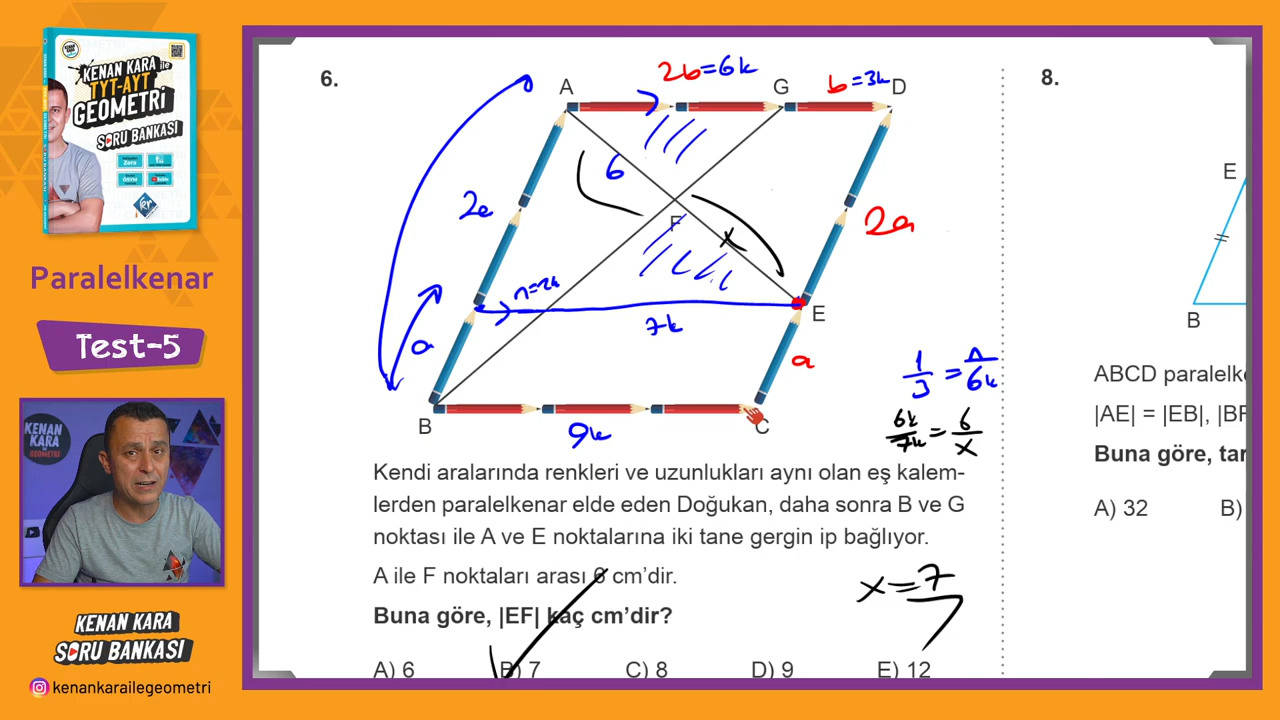 KENAN KARA ile
TYT-AYT
GEOMETRİ
SORU BANKASI
Paralelkenar
Test-5
KENAN
KARA
İLE
GEOMETRİ
KENAN KARA
SORU BANKASI
kenankarailegeometri
6.
A
2b=6k
G
b=3k
D
6
2a
F
x
2a
n=2k
E
7k
a
a
B
9k
C
1/3 = n/6k
6k/7k = 6/x
Kendi aralarında renkleri ve uzunlukları aynı olan eş kalem-
lerden paralelkenar elde eden Doğukan, daha sonra B ve G
noktası ile A ve E noktalarına iki tane gergin ip bağlıyor.
A ile F noktaları arası 6 cm'dir.
x=7
Buna göre, |EF| kaç cm'dir?
A) 6 B) 7 C) 8 D) 9 E) 12
8.
E
B
ABCD paralelke
|AE| = |EB|, |BF
Buna göre, tar
A) 32 B)